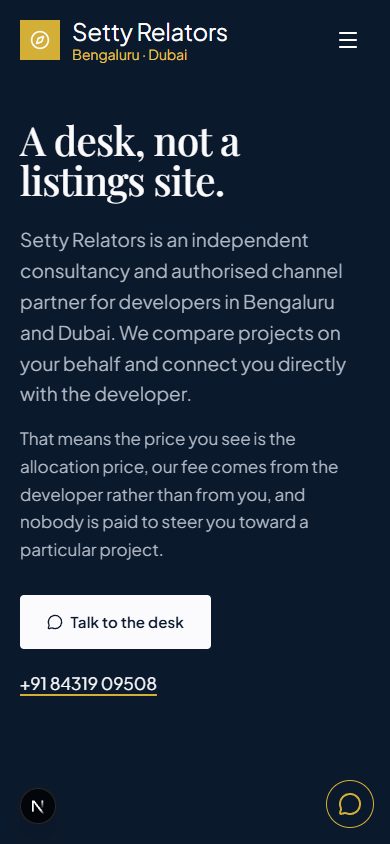 Setty Relators
Bengaluru · Dubai
A desk, not a
listings site.
Setty Relators is an independent
consultancy and authorised channel
partner for developers in Bengaluru
and Dubai. We compare projects on
your behalf and connect you directly
with the developer.
That means the price you see is the
allocation price, our fee comes from the
developer rather than from you, and
nobody is paid to steer you toward a
particular project.
Talk to the desk
+91 84319 09508
N